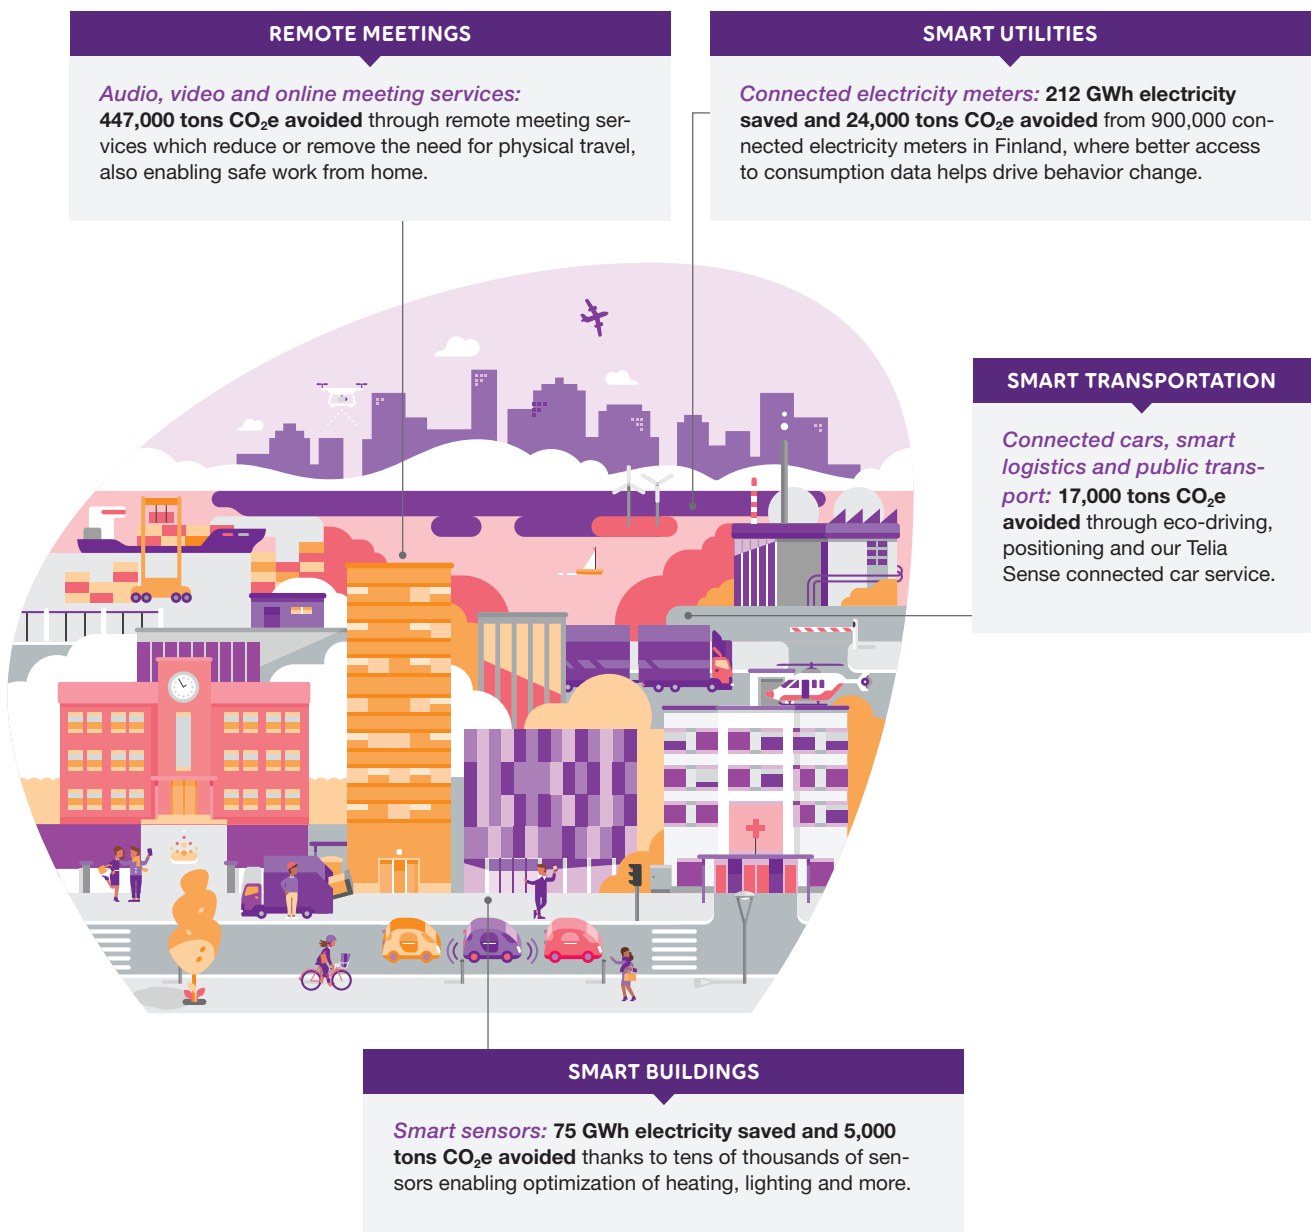 REMOTE MEETINGS
Audio, video and online meeting services:
447,000 tons CO₂e avoided through remote meeting ser-
vices which reduce or remove the need for physical travel,
also enabling safe work from home.
SMART UTILITIES
Connected electricity meters: 212 GWh electricity
saved and 24,000 tons CO₂e avoided from 900,000 con-
nected electricity meters in Finland, where better access
to consumption data helps drive behavior change.
SMART TRANSPORTATION
Connected cars, smart
logistics and public trans-
port: 17,000 tons CO₂e
avoided through eco-driving,
positioning and our Telia
Sense connected car service.
SMART BUILDINGS
Smart sensors: 75 GWh electricity saved and 5,000
tons CO₂e avoided thanks to tens of thousands of sen-
sors enabling optimization of heating, lighting and more.